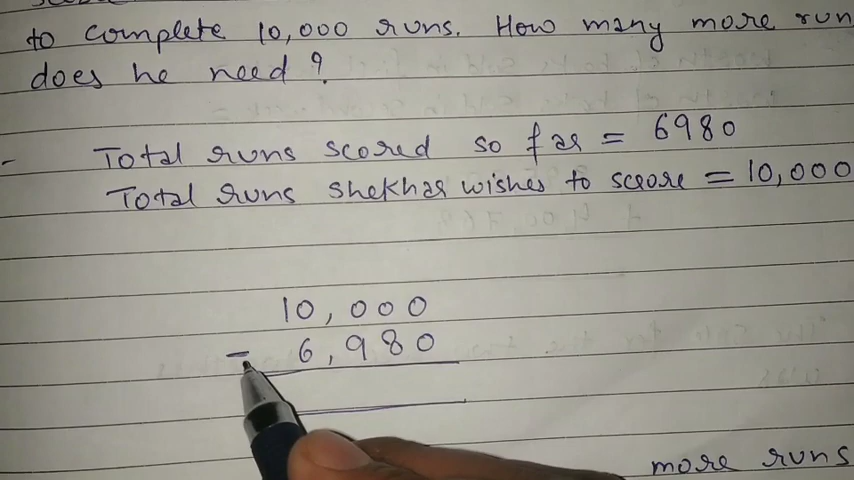 to complete 10,000 runs. How many more run
does he need ?
- Total runs scored so far = 6980
Total runs shekhar wishes to score = 10,000
10,000
- 6,980
more runs